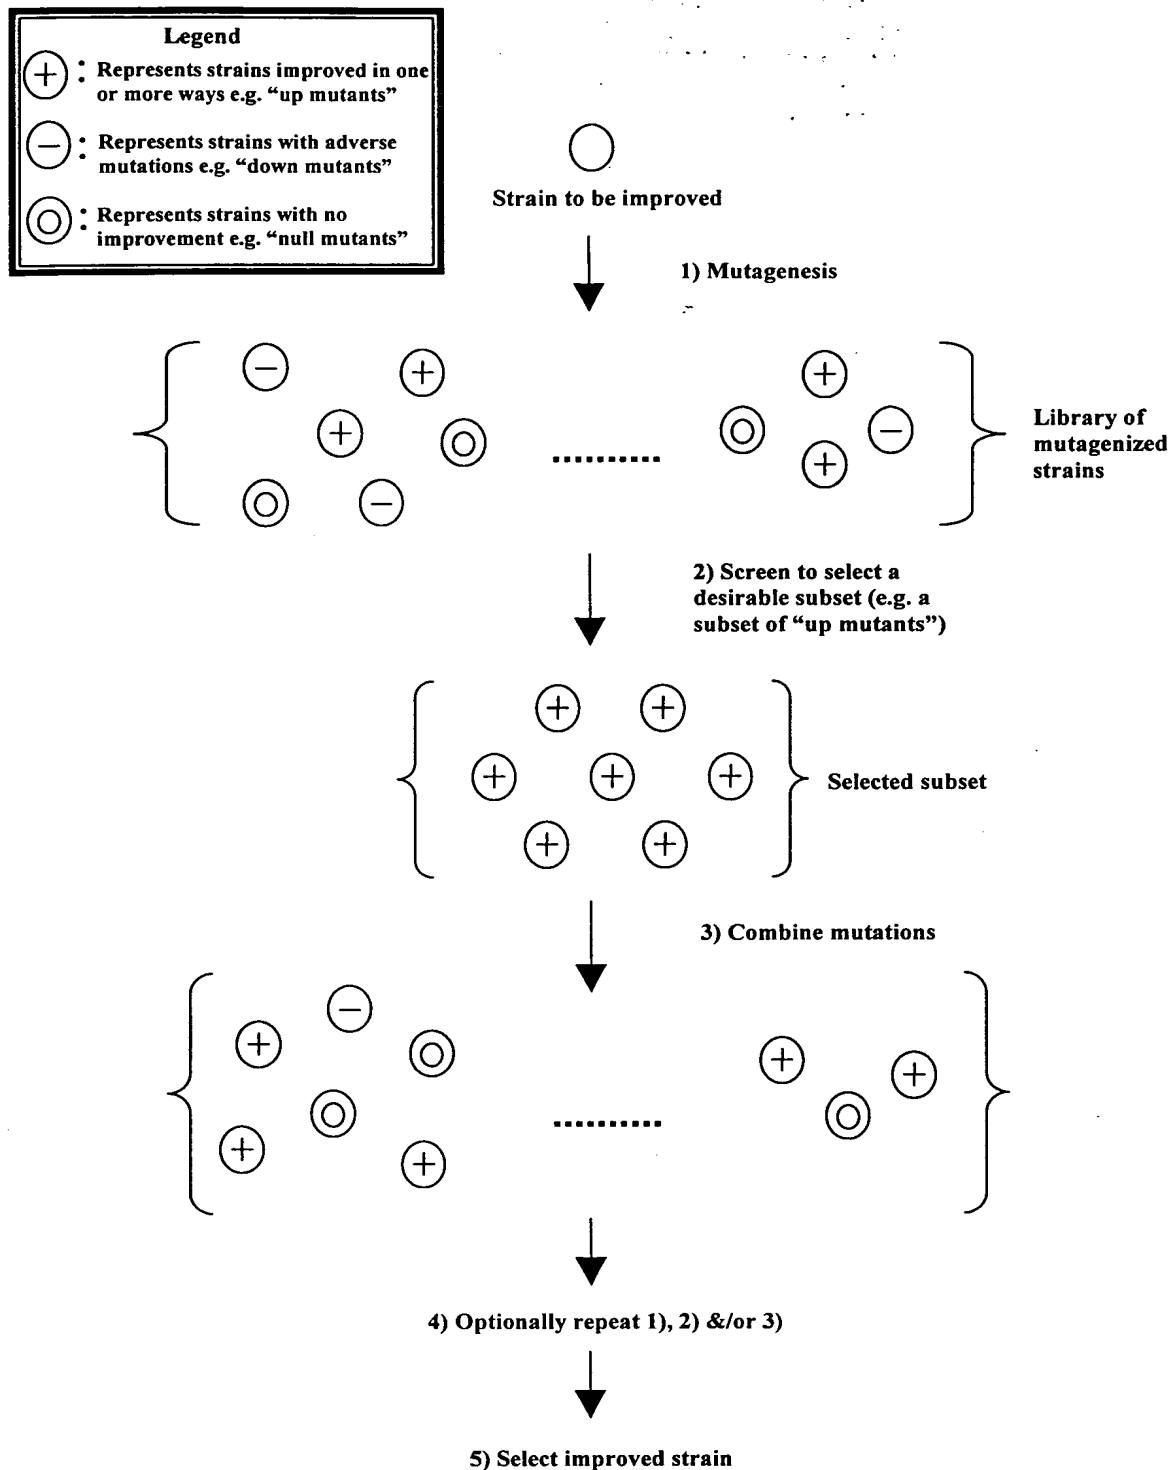 Legend
+ : Represents strains improved in one
or more ways e.g. “up mutants”
− : Represents strains with adverse
mutations e.g. “down mutants”
: Represents strains with no
improvement e.g. “null mutants”
Strain to be improved
1) Mutagenesis
− +
+
+
−
+
−
Library of
mutagenized
strains
2) Screen to select a
desirable subset (e.g. a
subset of “up mutants”)
+ +
+ + +
+ +
Selected subset
3) Combine mutations
−
+
+ +
+ +
4) Optionally repeat 1), 2) &/or 3)
5) Select improved strain